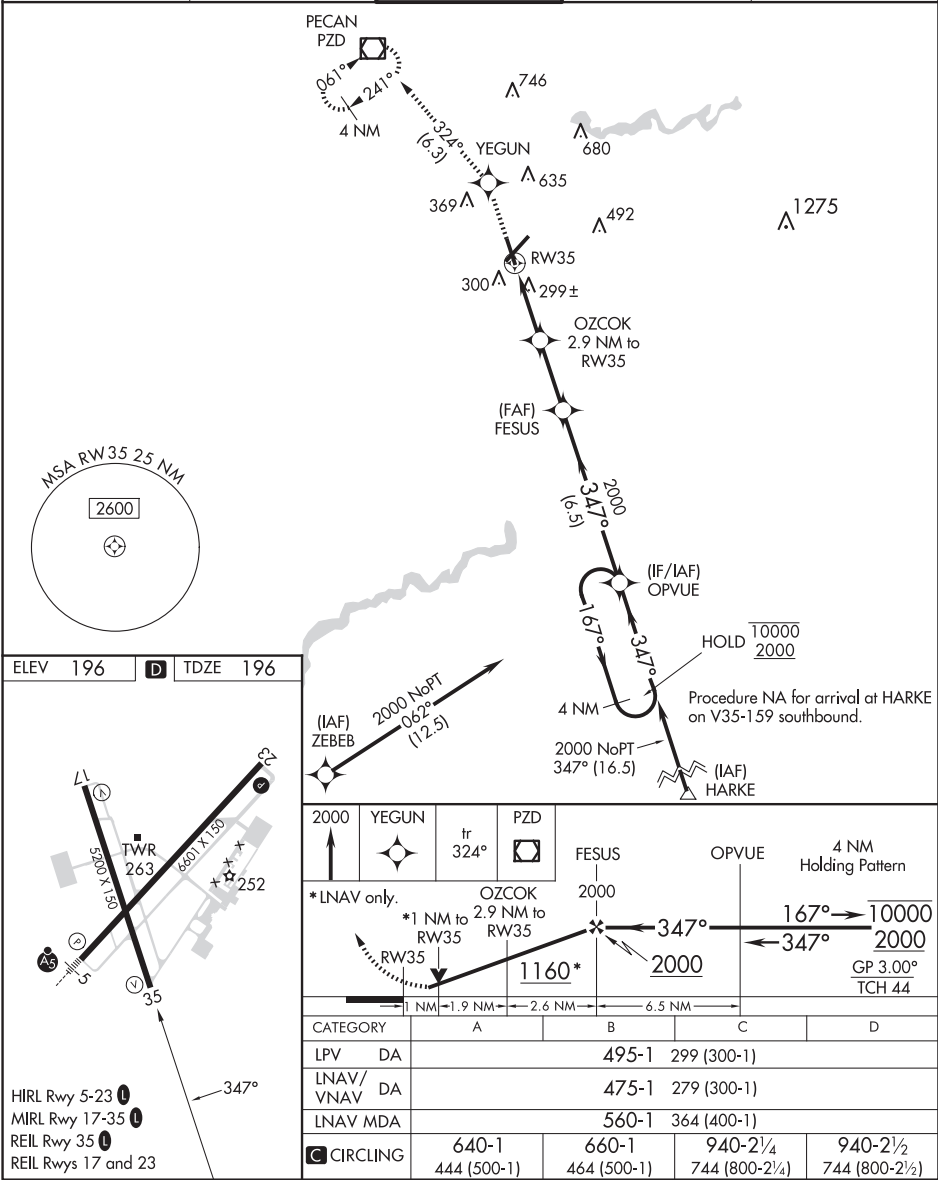 PECAN
PZD
061°
241°
4 NM
324°
(6.3)
746
680
YEGUN
635
369
492
1275
RW35
300
299±
OZCOK
2.9 NM to
RW35
(FAF)
FESUS
MSA RW35 25 NM
2600
2000
347°
(6.5)
(IF/IAF)
OPVUE
167°
347°
HOLD
10000
2000
4 NM
Procedure NA for arrival at HARKE
on V35-159 southbound.
2000 NoPT
347° (16.5)
(IAF)
HARKE
2000 NoPT
062°
(12.5)
(IAF)
ZEBEB
ELEV 196 D TDZE 196
17
V
23
P
5200 X 150
TWR
263
6601 X 150
252
P
A5
5
V
35
347°
HIRL Rwy 5-23 L
MIRL Rwy 17-35 L
REIL Rwy 35 L
REIL Rwys 17 and 23
2000
YEGUN
tr
324°
PZD
*LNAV only.
*1 NM to
RW35
RW35
OZCOK
2.9 NM to
RW35
FESUS
2000
OPVUE
4 NM
Holding Pattern
1160*
2000
347°
167°
347°
10000
2000
GP 3.00°
TCH 44
1 NM 1.9 NM 2.6 NM 6.5 NM
CATEGORY A B C D
LPV DA 495-1 299 (300-1)
LNAV/
VNAV DA 475-1 279 (300-1)
LNAV MDA 560-1 364 (400-1)
C CIRCLING 640-1 660-1 940-2¼ 940-2½
444 (500-1) 464 (500-1) 744 (800-2¼) 744 (800-2½)